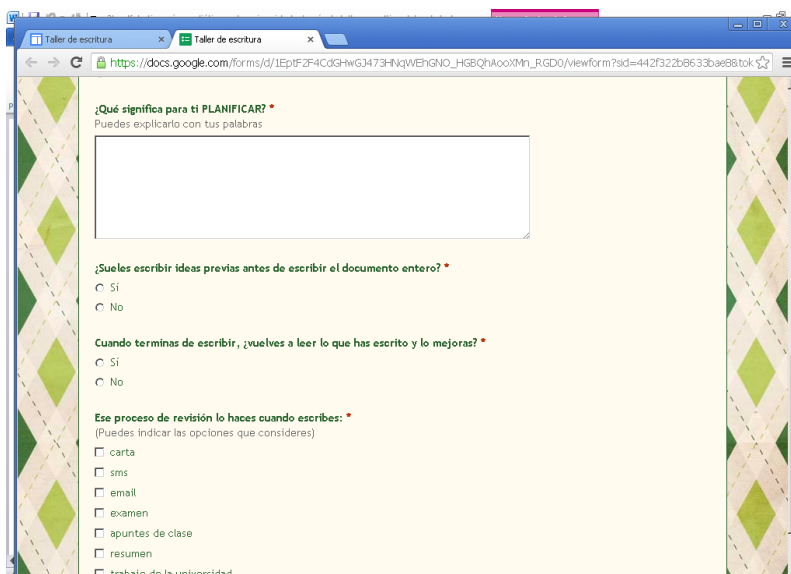 Taller de escritura
Taller de escritura
https://docs.google.com/forms/d/1EptF2F4CdGHwGJ473HNqWEhGNO_HGBQhAooXMn_RGD0/viewform?sid=442f322b8633bae8&tok
¿Qué significa para ti PLANIFICAR? *
Puedes explicarlo con tus palabras
¿Sueles escribir ideas previas antes de escribir el documento entero? *
Sí
No
Cuando terminas de escribir, ¿vuelves a leer lo que has escrito y lo mejoras? *
Sí
No
Ese proceso de revisión lo haces cuando escribes: *
(Puedes indicar las opciones que consideres)
carta
sms
email
examen
apuntes de clase
resumen
trabajo de la universidad